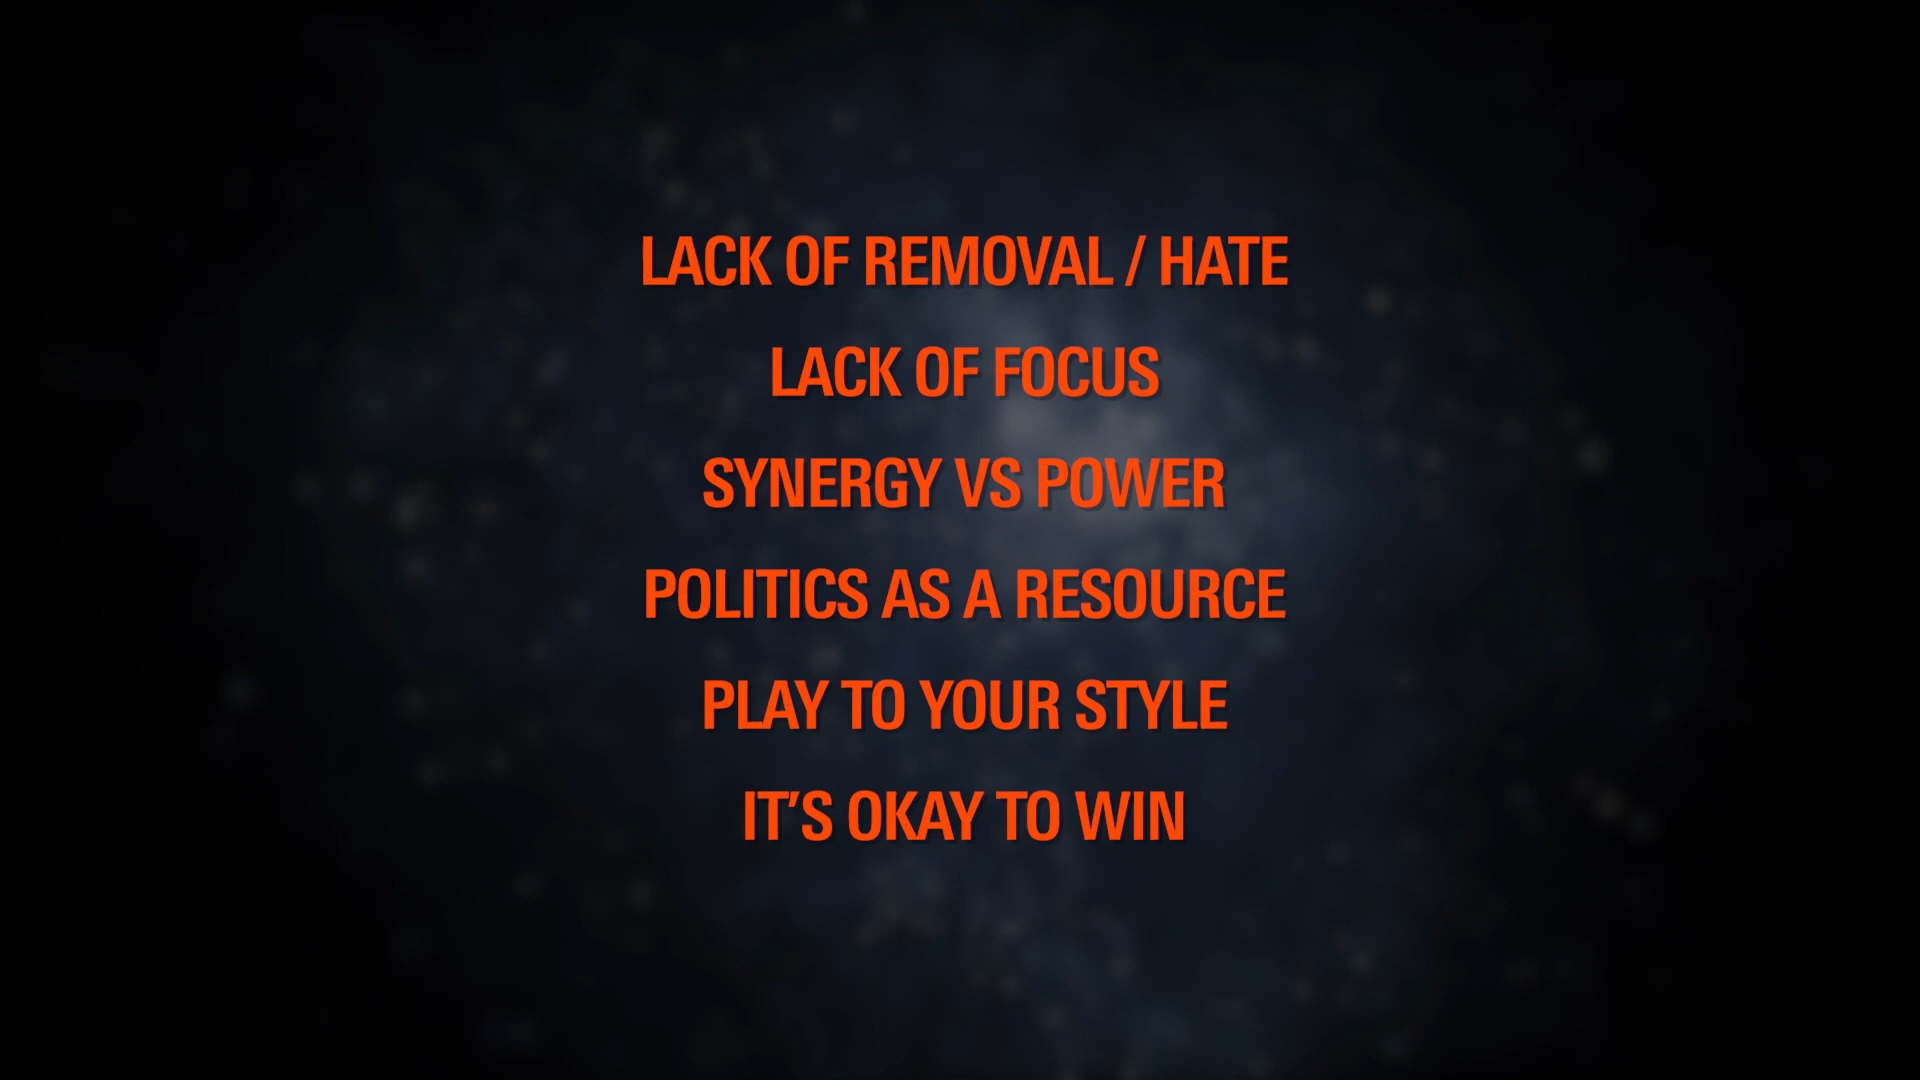 LACK OF REMOVAL / HATE
LACK OF FOCUS
SYNERGY VS POWER
POLITICS AS A RESOURCE
PLAY TO YOUR STYLE
IT’S OKAY TO WIN